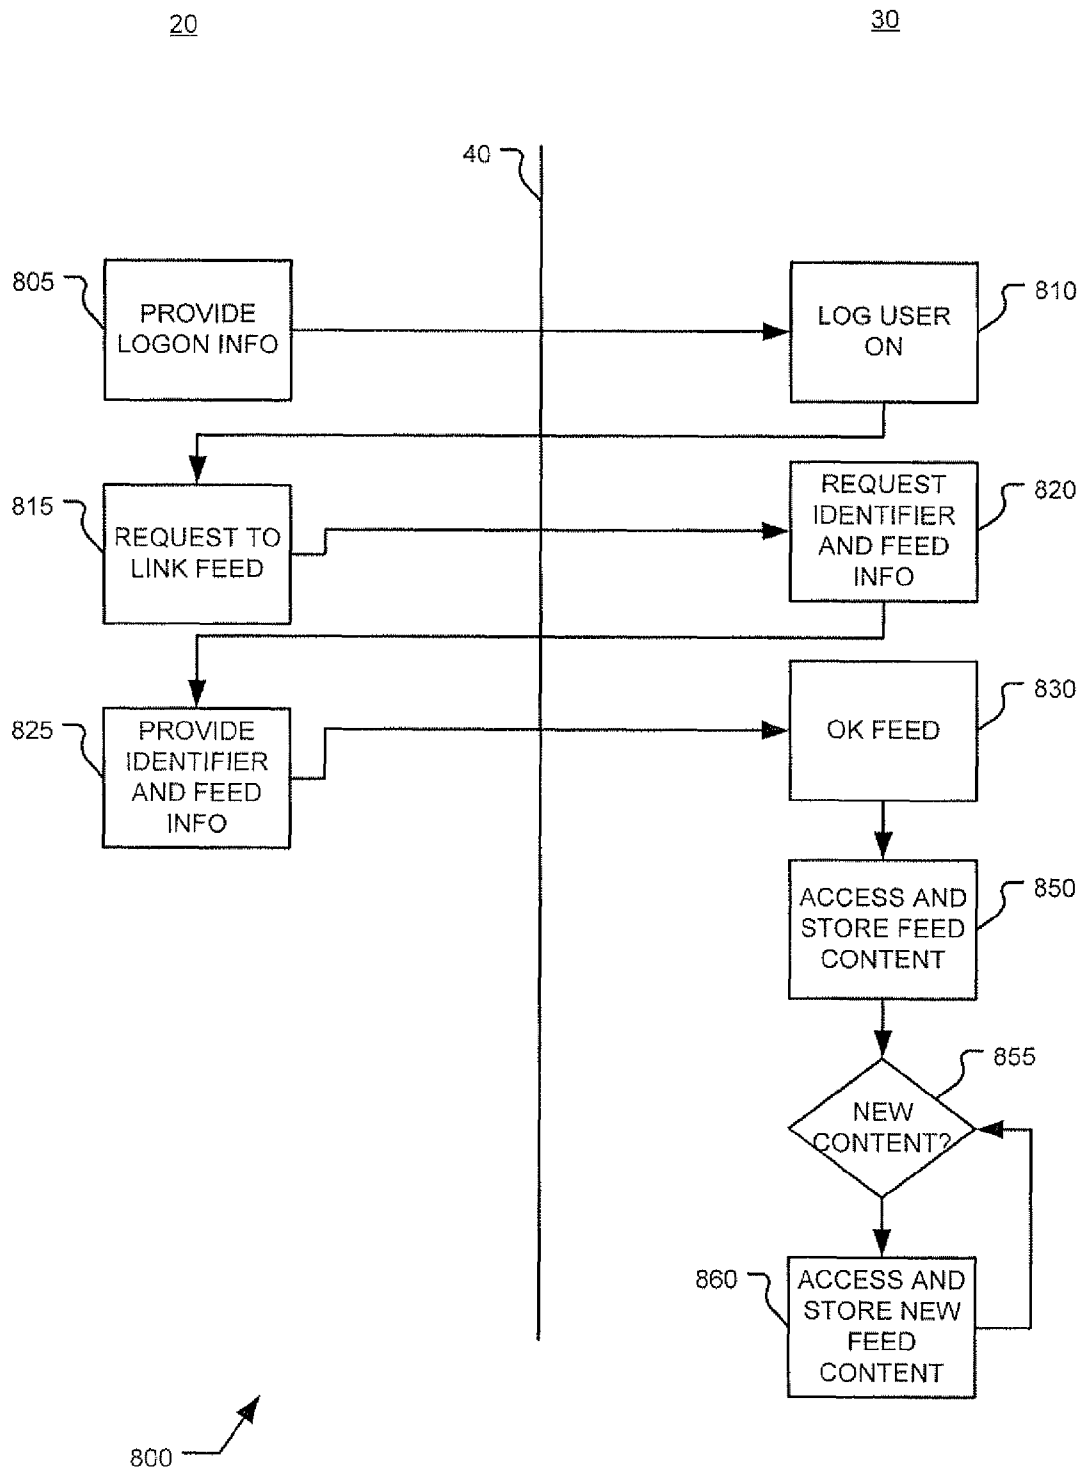 20
30
40
805
PROVIDE
LOGON INFO
LOG USER
ON
810
815
REQUEST TO
LINK FEED
REQUEST
IDENTIFIER
AND FEED
INFO
820
825
PROVIDE
IDENTIFIER
AND FEED
INFO
OK FEED
830
ACCESS AND
STORE FEED
CONTENT
850
NEW
CONTENT?
855
860
ACCESS AND
STORE NEW
FEED
CONTENT
800